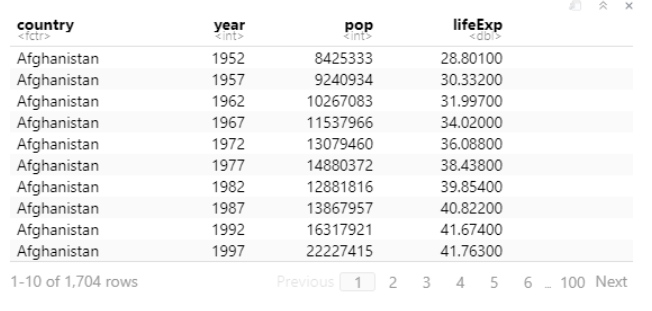 country year pop lifeExp
<fctr> <int> <int> <dbl>
Afghanistan 1952 8425333 28.80100
Afghanistan 1957 9240934 30.33200
Afghanistan 1962 10267083 31.99700
Afghanistan 1967 11537966 34.02000
Afghanistan 1972 13079460 36.08800
Afghanistan 1977 14880372 38.43800
Afghanistan 1982 12881816 39.85400
Afghanistan 1987 13867957 40.82200
Afghanistan 1992 16317921 41.67400
Afghanistan 1997 22227415 41.76300
1-10 of 1,704 rows Previous 1 2 3 4 5 6 ... 100 Next